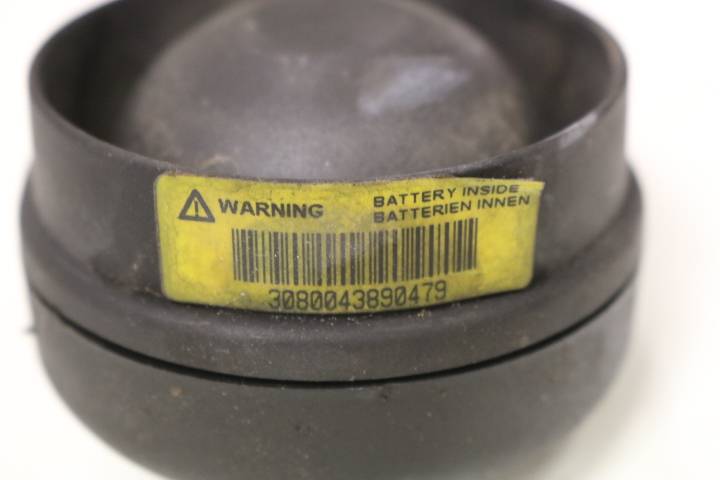 WARNING
BATTERY INSIDE
BATTERIEN INNEN
3080043890479